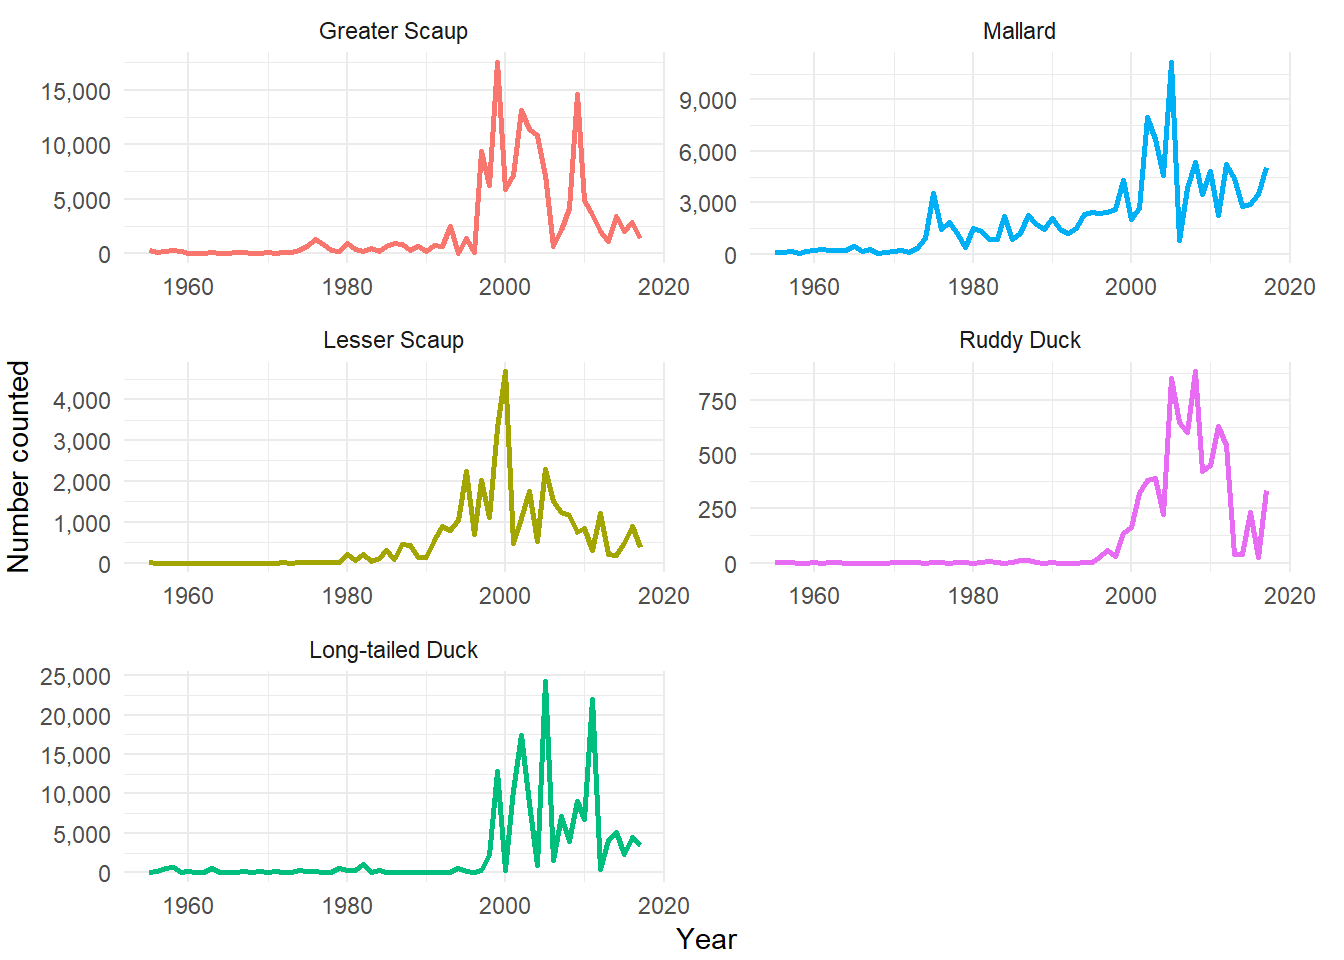 Greater Scaup
15,000
10,000
5,000
0
1960 1980 2000 2020
Mallard
9,000
6,000
3,000
0
1960 1980 2000 2020
Lesser Scaup
4,000
3,000
2,000
1,000
0
1960 1980 2000 2020
Ruddy Duck
750
500
250
0
1960 1980 2000 2020
Long-tailed Duck
25,000
20,000
15,000
10,000
5,000
0
1960 1980 2000 2020
Number counted
Year